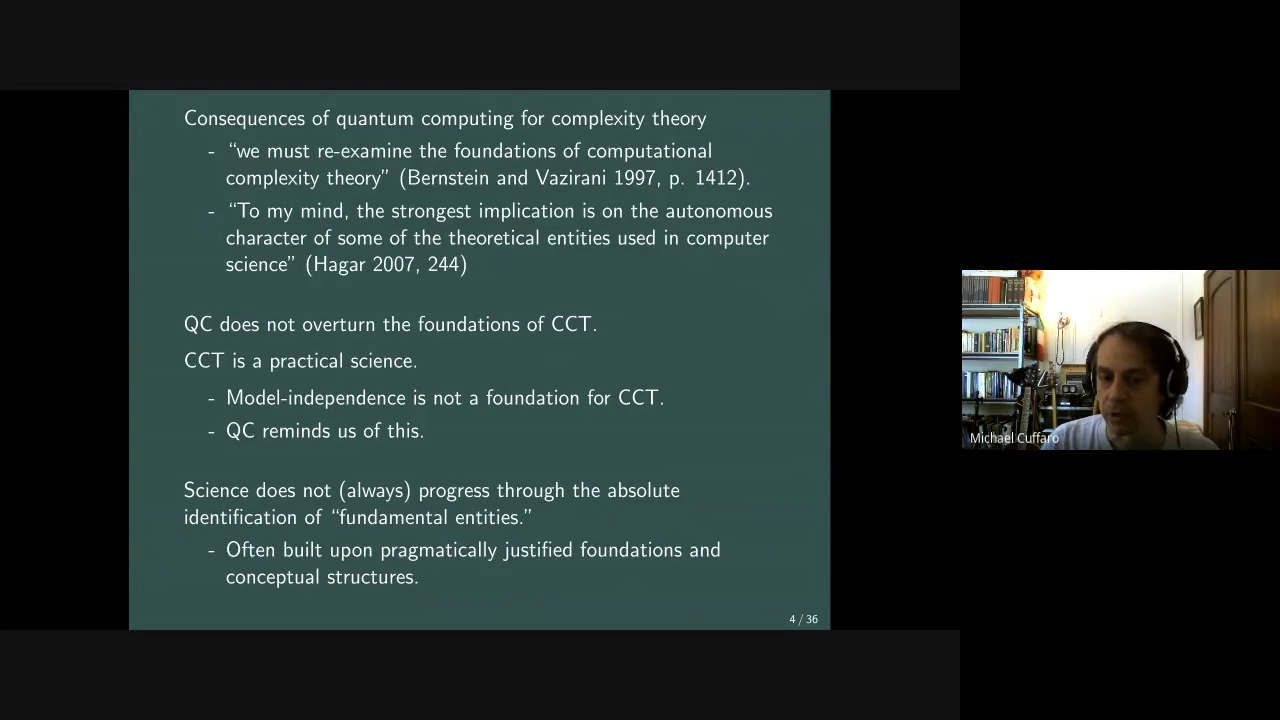 Consequences of quantum computing for complexity theory
- “we must re-examine the foundations of computational
complexity theory” (Bernstein and Vazirani 1997, p. 1412).
- “To my mind, the strongest implication is on the autonomous
character of some of the theoretical entities used in computer
science” (Hagar 2007, 244)
QC does not overturn the foundations of CCT.
CCT is a practical science.
- Model-independence is not a foundation for CCT.
- QC reminds us of this.
Science does not (always) progress through the absolute
identification of “fundamental entities.”
- Often built upon pragmatically justified foundations and
conceptual structures.
4 / 36
Michael Cuffaro